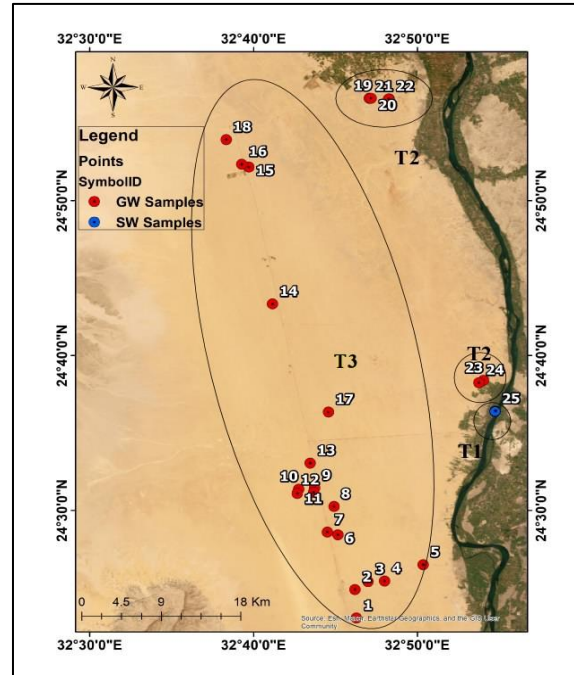 32°30'0"E 32°40'0"E 32°50'0"E
N
W E
S
Legend
Points
SymbolID
GW Samples
SW Samples
24°50'0"N
24°40'0"N
24°30'0"N
24°50'0"N
24°40'0"N
24°30'0"N
19 21 22
20
T2
18
16
15
14
T3
T2
23 24
25
T1
17
13
10 12 9
11
8
7
6
5
2 3 4
1
0 4.5 9 18 Km
Source: Esri, Maxar, Earthstar Geographics, and the GIS User
Community
32°30'0"E 32°40'0"E 32°50'0"E